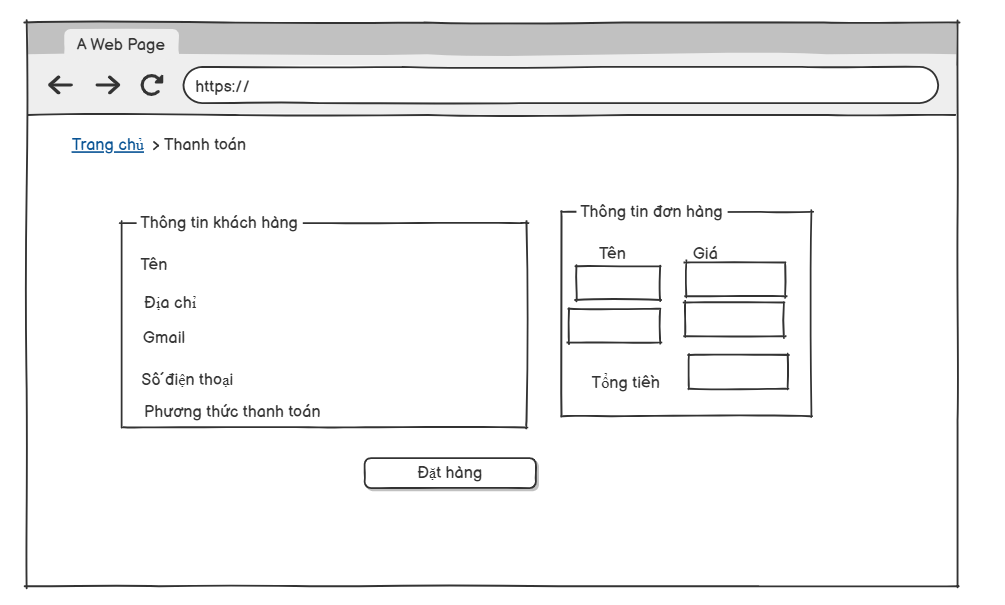 A Web Page
https://
Trang chủ > Thanh toán
Thông tin khách hàng
Tên
Địa chỉ
Gmail
Số điện thoại
Phương thức thanh toán
Thông tin đơn hàng
Tên Giá
Tổng tiền
Đặt hàng